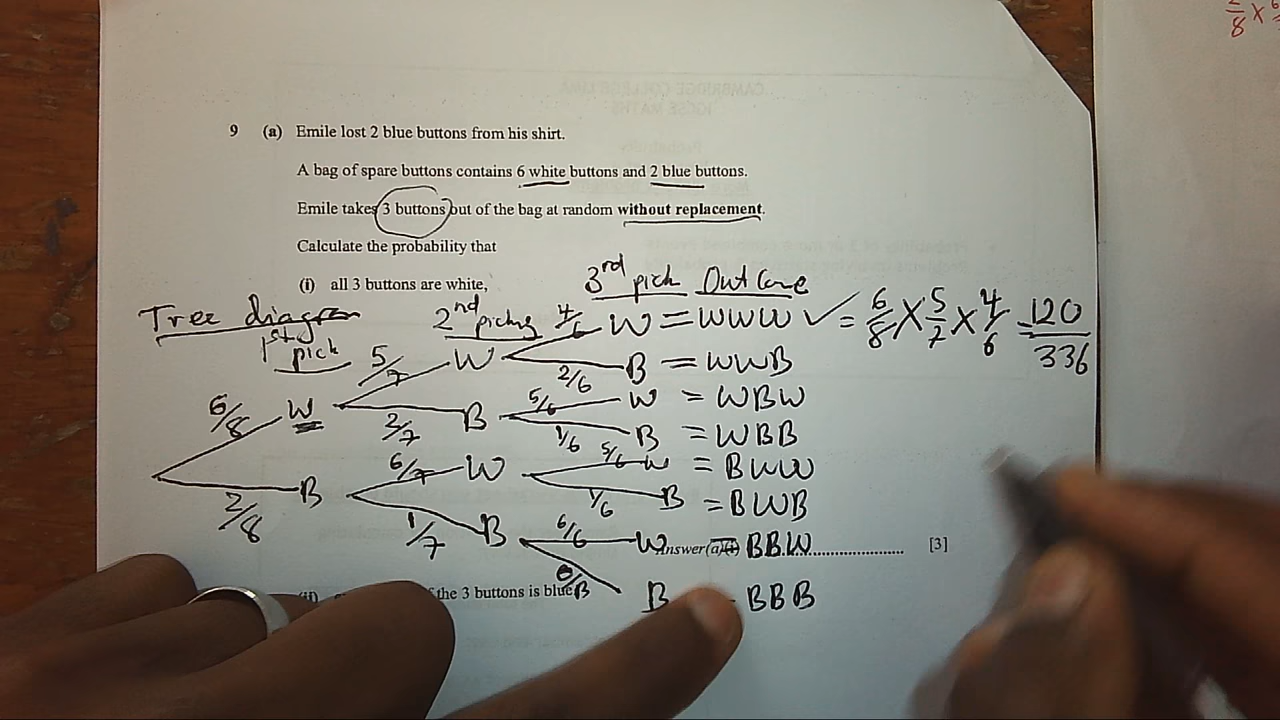 9 (a) Emile lost 2 blue buttons from his shirt.
A bag of spare buttons contains 6 white buttons and 2 blue buttons.
Emile takes 3 buttons out of the bag at random without replacement.
Calculate the probability that
(i) all 3 buttons are white,
3rd pick Outcome
Tree diagram 2nd picking 4/6 W = WWW ✓ = 6/8 X 5/7 X 4/6 = 120/336
1st pick 5/7 W 2/6 B = WWB
6/8 W 2/7 B 5/6 W = WBW
1/6 B = WBB
6/7 W 5/6 W = BWW
2/8 B 1/6 B = BWB
1/7 B 6/6 W Answer(a)(i) BBW [3]
the 3 buttons is blue
B BBB
2/8 X